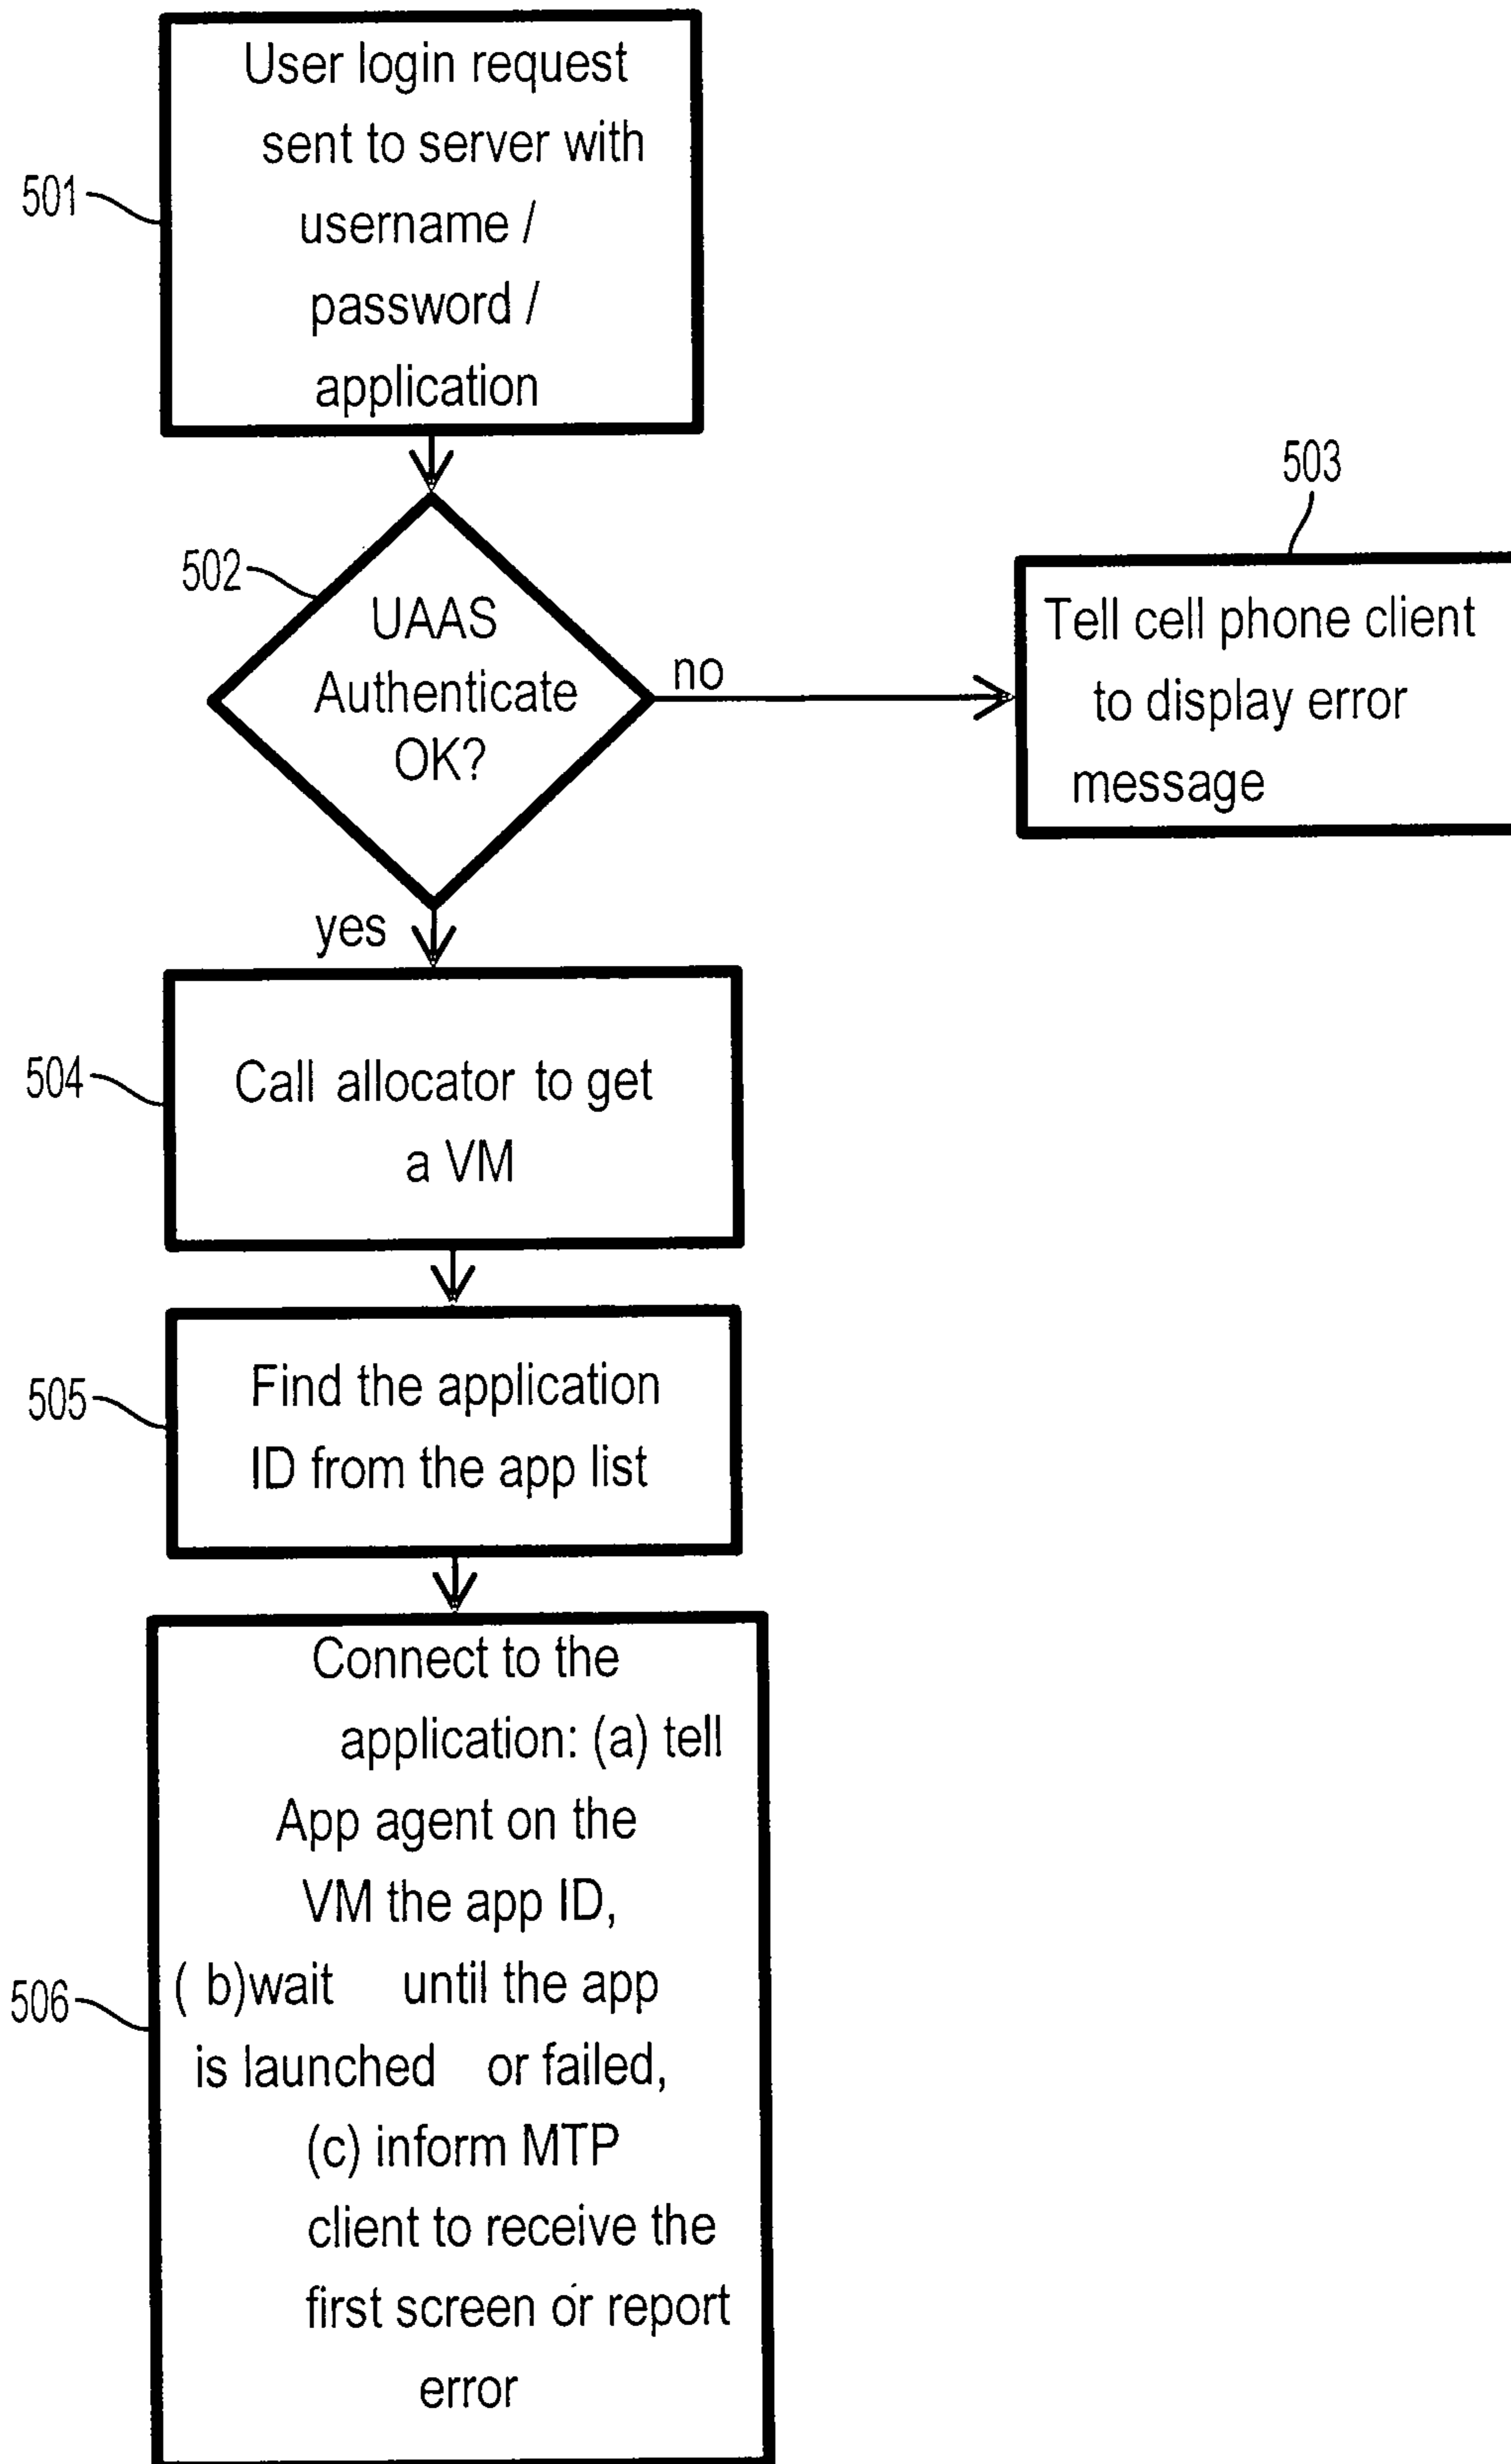 User login request
sent to server with
username /
password /
application
501
502
UAAS
Authenticate
OK?
no
503
Tell cell phone client
to display error
message
yes
504
Call allocator to get
a VM
505
Find the application
ID from the app list
506
Connect to the
application: (a) tell
App agent on the
VM the app ID,
( b)wait until the app
is launched or failed,
(c) inform MTP
client to receive the
first screen or report
error